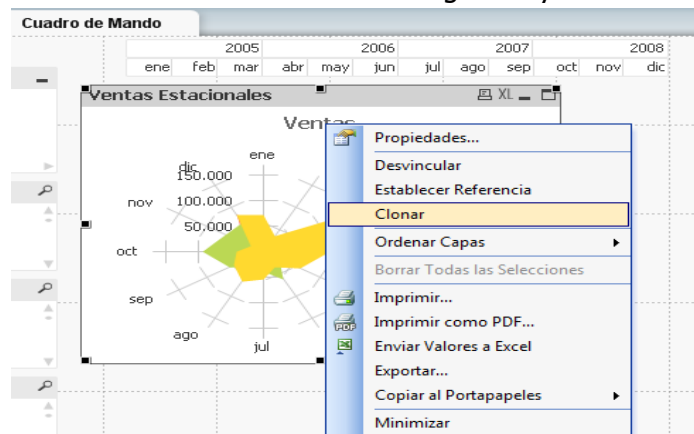 Cuadro de Mando
2005 2006 2007 2008
ene feb mar abr may jun jul ago sep oct nov dic
Ventas Estacionales XL
Ventas
ene
dic
150.000
nov 100.000
50.000
oct
sep
ago
jul
Propiedades...
Desvincular
Establecer Referencia
Clonar
Ordenar Capas
Borrar Todas las Selecciones
Imprimir...
PDF Imprimir como PDF...
Enviar Valores a Excel
Exportar...
Copiar al Portapapeles
Minimizar